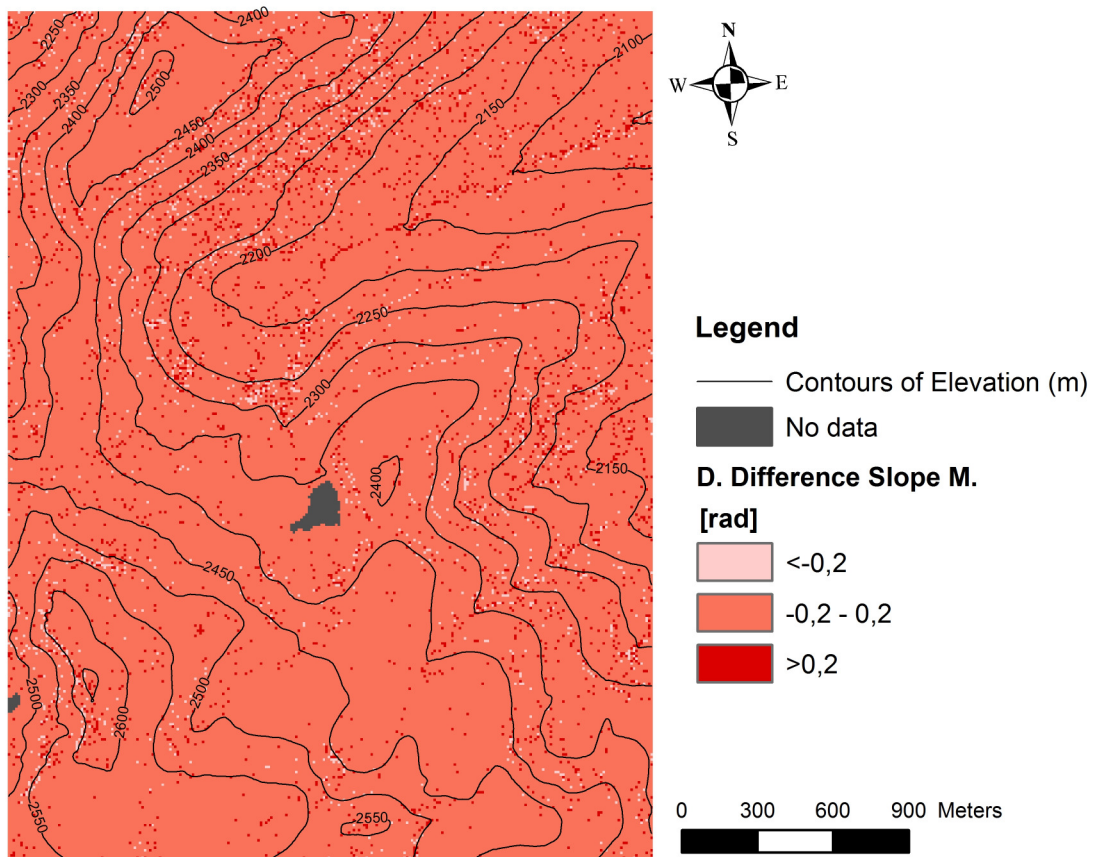 2400
2250
2100
2300
2350
2500
2400
2150
2450
2400
2350
2200
2250
2300
2400
2150
2450
2500
2500
2600
2550
2550
N
W
E
S
Legend
Contours of Elevation (m)
No data
D. Difference Slope M.
[rad]
<-0,2
-0,2 - 0,2
>0,2
0 300 600 900 Meters